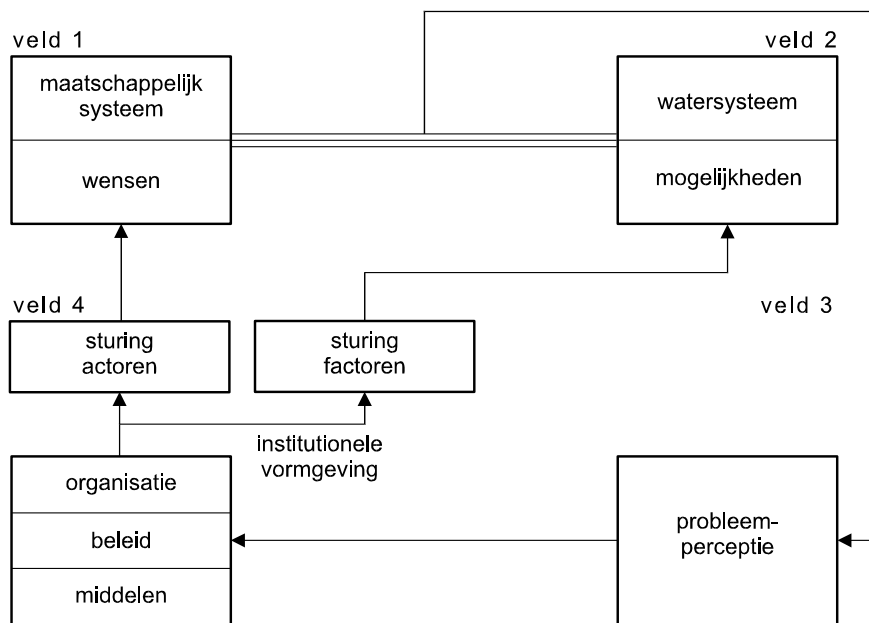 veld 1
veld 2
maatschappelijk
systeem
watersysteem
wensen
mogelijkheden
veld 4
veld 3
sturing
actoren
sturing
factoren
institutionele
vormgeving
organisatie
beleid
middelen
probleem-
perceptie